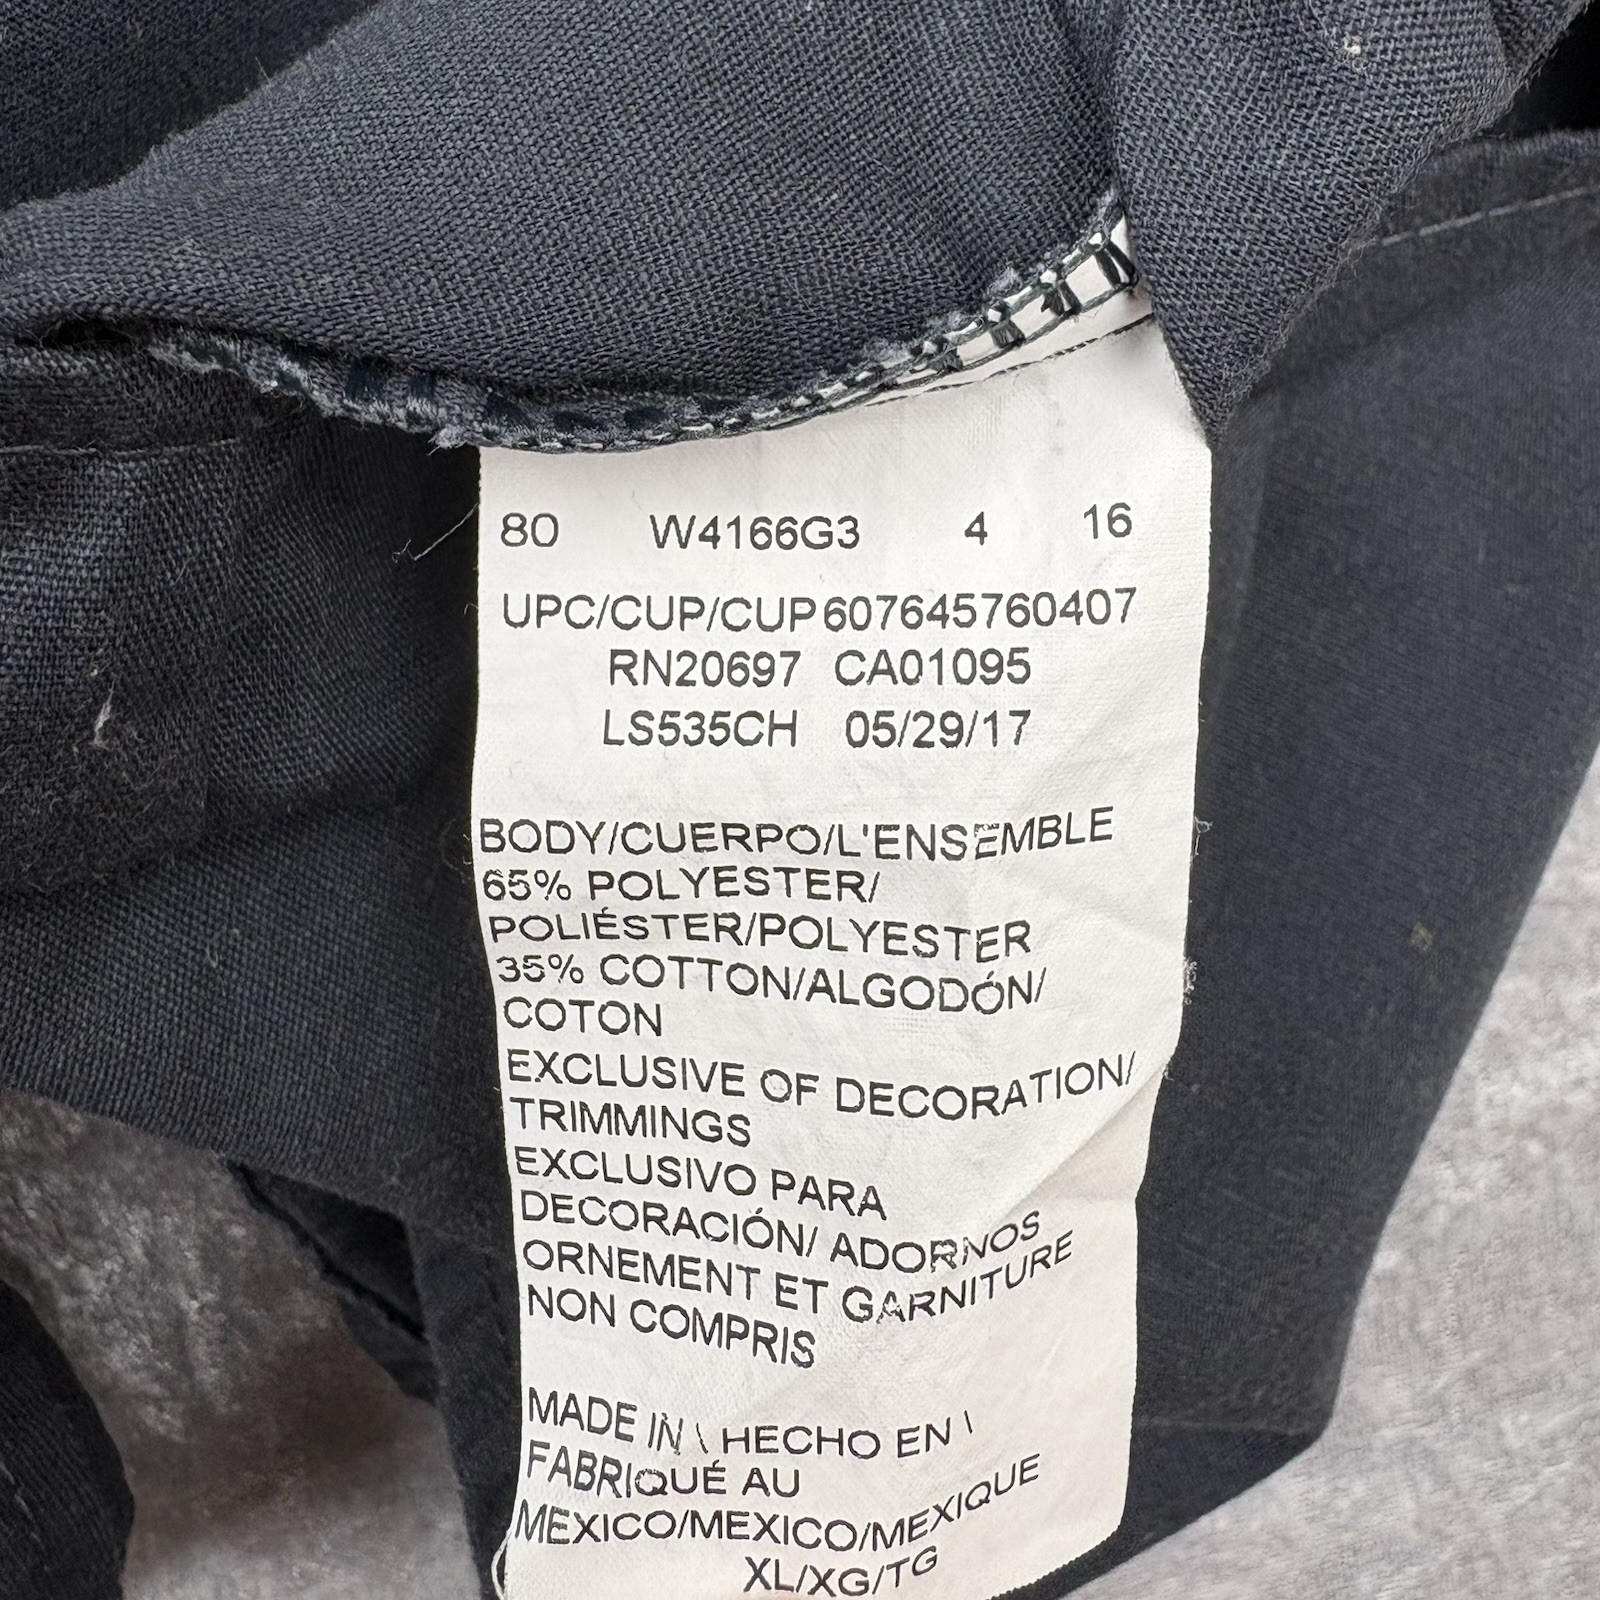 80 W4166G3 4 16
UPC/CUP/CUP607645760407
RN20697 CA01095
LS535CH 05/29/17
BODY/CUERPO/L'ENSEMBLE
65% POLYESTER/
POLIÉSTER/POLYESTER
35% COTTON/ALGODÓN/
COTON
EXCLUSIVE OF DECORATION/
TRIMMINGS
EXCLUSIVO PARA
DECORACIÓN/ ADORNOS
ORNEMENT ET GARNITURE
NON COMPRIS
MADE IN \ HECHO EN \
FABRIQUÉ AU
MEXICO/MEXICO/MEXIQUE
XL/XG/TG